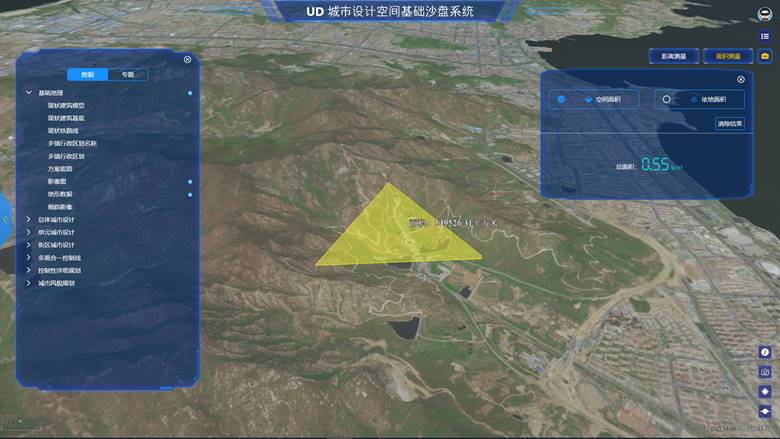 UD 城市设计空间基础沙盘系统
距离测量
面积测量
数据
专题
基础地理
现状建筑模型
现状建筑基底
现状铁路线
乡镇行政区划名称
乡镇行政区划
方案底图
影像图
地形数据
倾斜影像
总体城市设计
单元城市设计
街区城市设计
多规合一控制线
控制性详细规划
城市风貌规划
空间面积
依地面积
清除结果
总面积:
0.55 km²
549526.31平方米